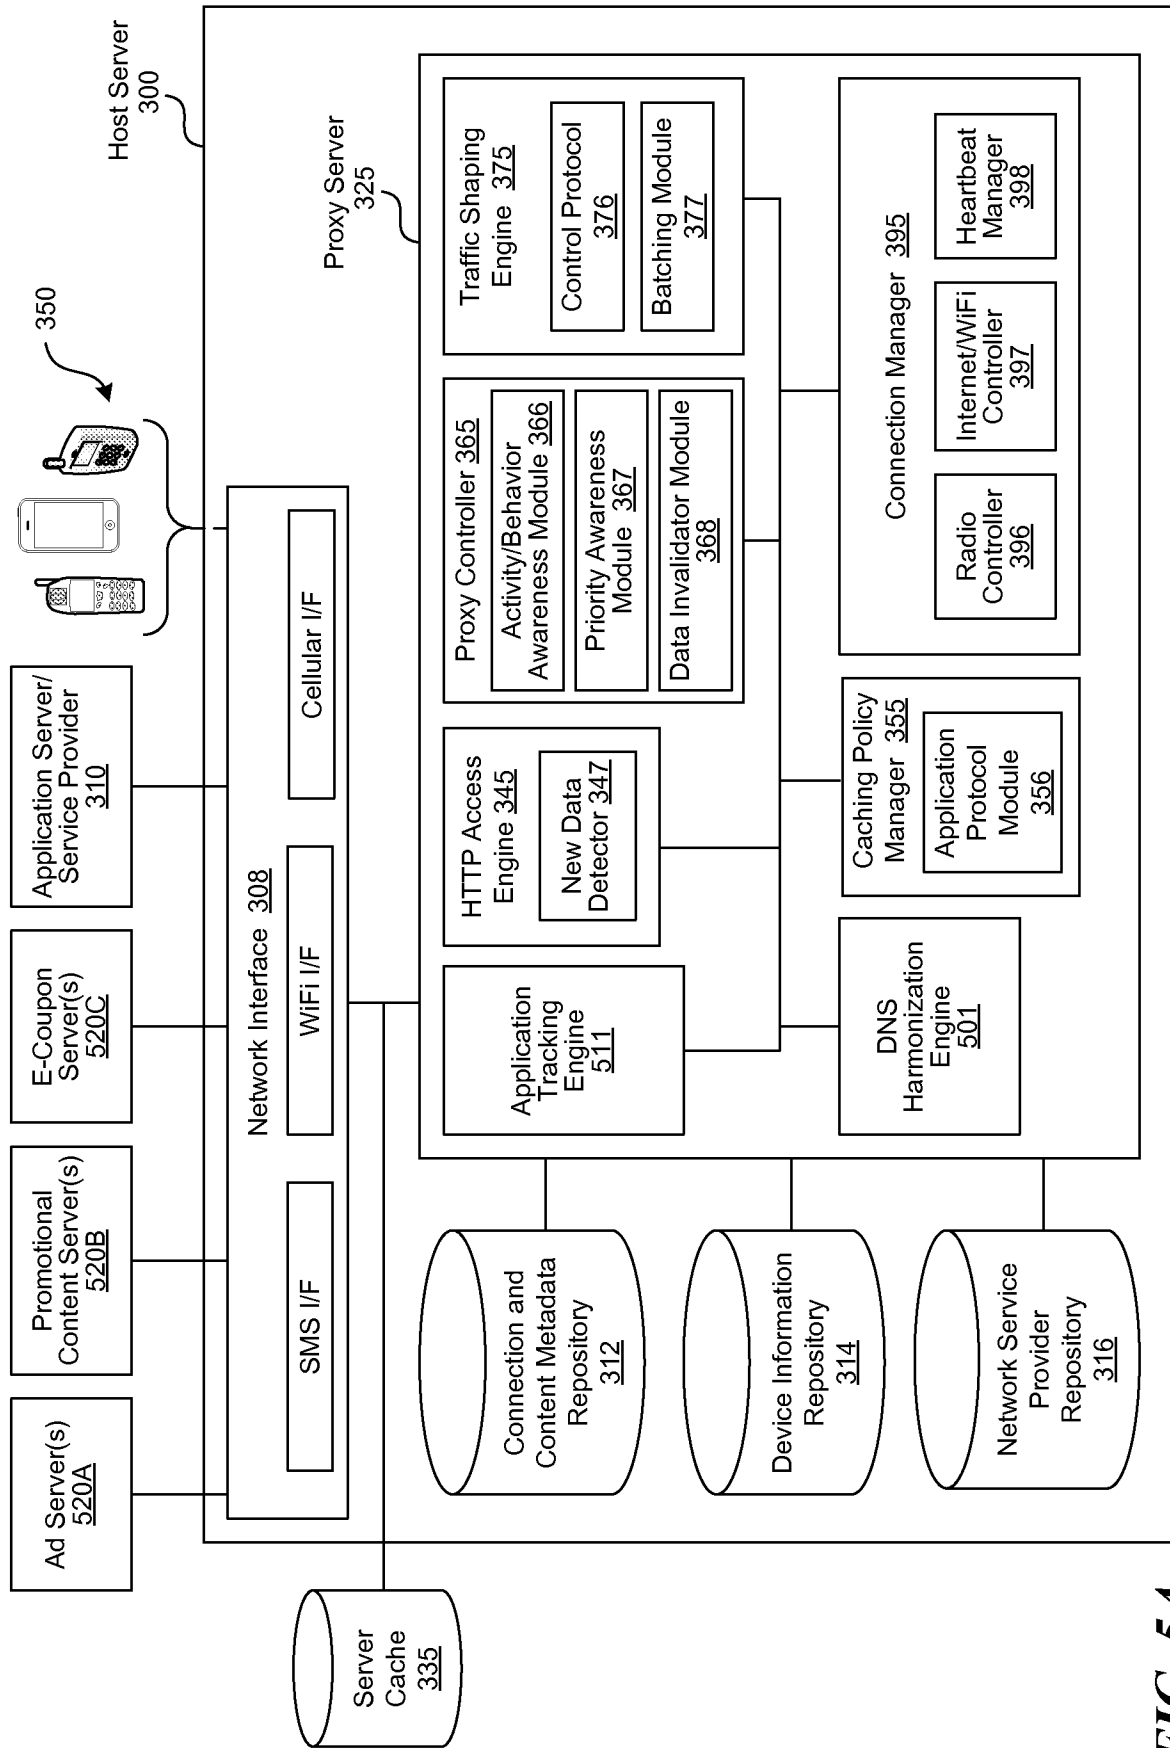 Ad Server(s)
520A
Promotional
Content Server(s)
520B
E-Coupon
Server(s)
520C
Application Server/
Service Provider
310
350
Host Server
300
Network Interface 308
SMS I/F
WiFi I/F
Cellular I/F
Server
Cache
335
Proxy Server
325
Connection and
Content Metadata
Repository
312
Device Information
Repository
314
Network Service
Provider
Repository
316
Application
Tracking
Engine
511
HTTP Access
Engine 345
New Data
Detector 347
Proxy Controller 365
Activity/Behavior
Awareness Module 366
Priority Awareness
Module 367
Data Invalidator Module
368
Traffic Shaping
Engine 375
Control Protocol
376
Batching Module
377
DNS
Harmonization
Engine
501
Caching Policy
Manager 355
Application
Protocol
Module
356
Connection Manager 395
Radio
Controller
396
Internet/WiFi
Controller
397
Heartbeat
Manager
398
FIG. 5A